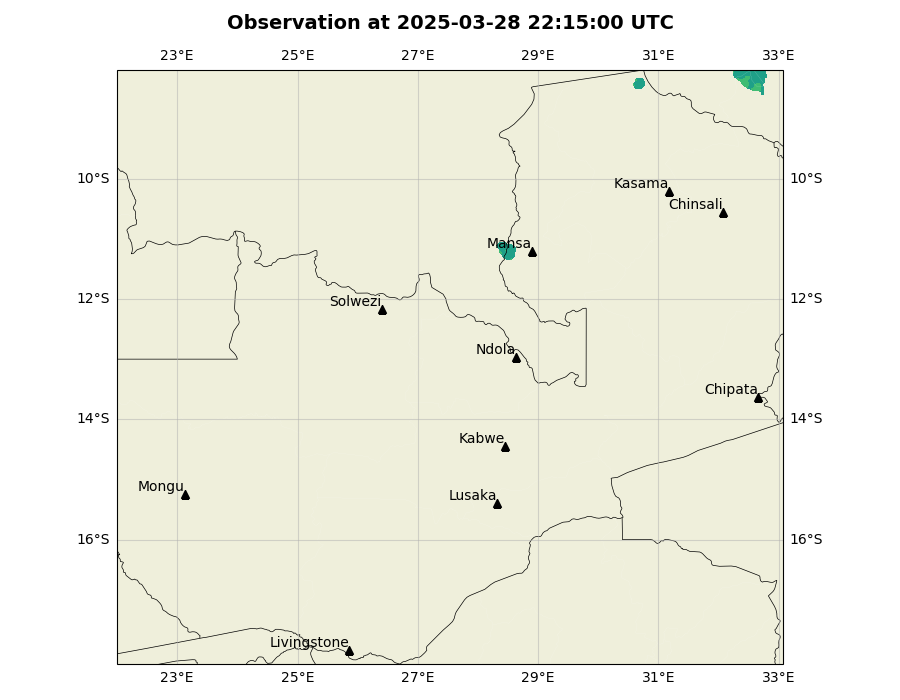 Observation at 2025-03-28 22:15:00 UTC
23°E 25°E 27°E 29°E 31°E 33°E
10°S 10°S
Kasama
Chinsali
Mansa
12°S 12°S
Solwezi
Ndola
Chipata
14°S 14°S
Kabwe
Mongu
Lusaka
16°S 16°S
Livingstone
23°E 25°E 27°E 29°E 31°E 33°E